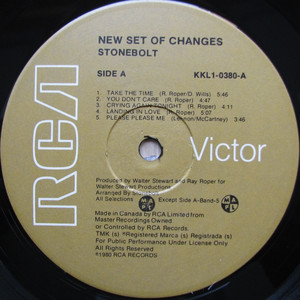 NEW SET OF CHANGES
STONEBOLT
SIDE A
KKL1-0380-A
1. TAKE THE TIME (R. Roper/D. Wills) 5:46
2. YOU DON'T CARE (R. Roper) 4:47
3. CRYING AGAIN TONIGHT (R. Roper) 4:11
4. LANDING IN LOVE (R. Roper) 5:07
5. PLEASE PLEASE ME (Lennon/McCartney) 3:46
RCA
Victor
Produced by Walter Stewart and Ray Roper for
Walter Stewart Productions
Arranged By Stonebolt
All Selections
Except Side A-Band-5
Made in Canada by RCA Limited from
Master Recordings Owned
or Controlled by RCA Records
TMK (s) ®Registered Marca (s) Registrada (s)
For Public Performance Under License Only
©1980 RCA RECORDS